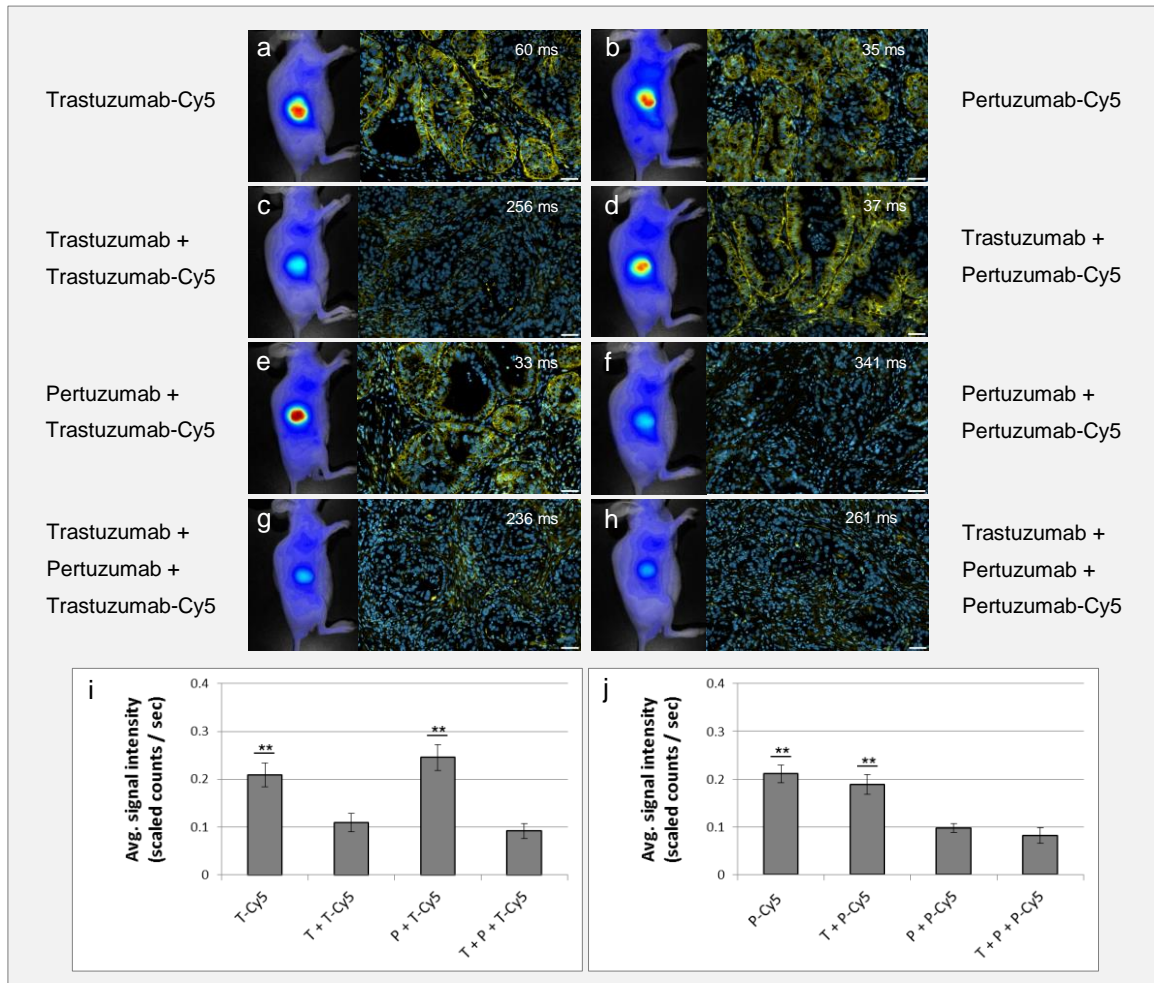 a
60 ms
b
35 ms
Trastuzumab-Cy5
Pertuzumab-Cy5
c
256 ms
d
37 ms
Trastuzumab +
Trastuzumab-Cy5
Trastuzumab +
Pertuzumab-Cy5
e
33 ms
f
341 ms
Pertuzumab +
Trastuzumab-Cy5
Pertuzumab +
Pertuzumab-Cy5
g
236 ms
h
261 ms
Trastuzumab +
Pertuzumab +
Trastuzumab-Cy5
Trastuzumab +
Pertuzumab +
Pertuzumab-Cy5
i
Avg. signal intensity
(scaled counts / sec)
0.4
0.3
0.2
0.1
0
**
**
T-Cy5
T + T-Cy5
P + T-Cy5
T + P + T-Cy5
j
Avg. signal intensity
(scaled counts / sec)
0.4
0.3
0.2
0.1
0
**
**
P-Cy5
T + P-Cy5
P + P-Cy5
T + P + P-Cy5